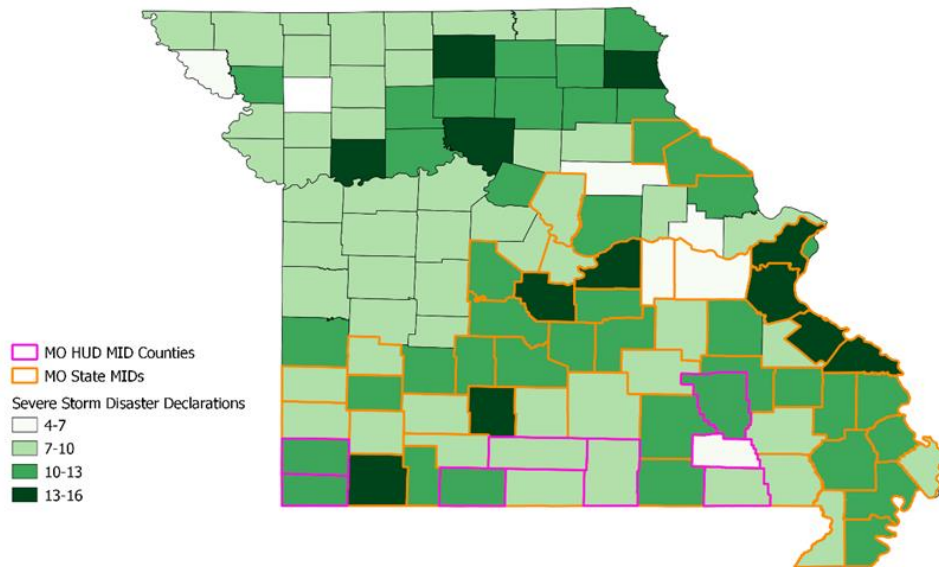 MO HUD MID Counties
MO State MIDs
Severe Storm Disaster Declarations
4-7
7-10
10-13
13-16